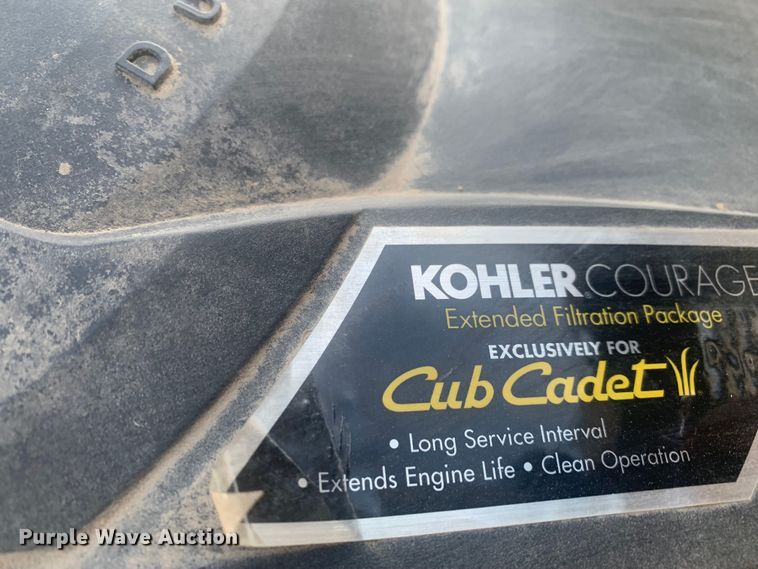 DU
KOHLER COURAGE
Extended Filtration Package
EXCLUSIVELY FOR
Cub Cadet
• Long Service Interval
• Extends Engine Life • Clean Operation
Purple Wave Auction